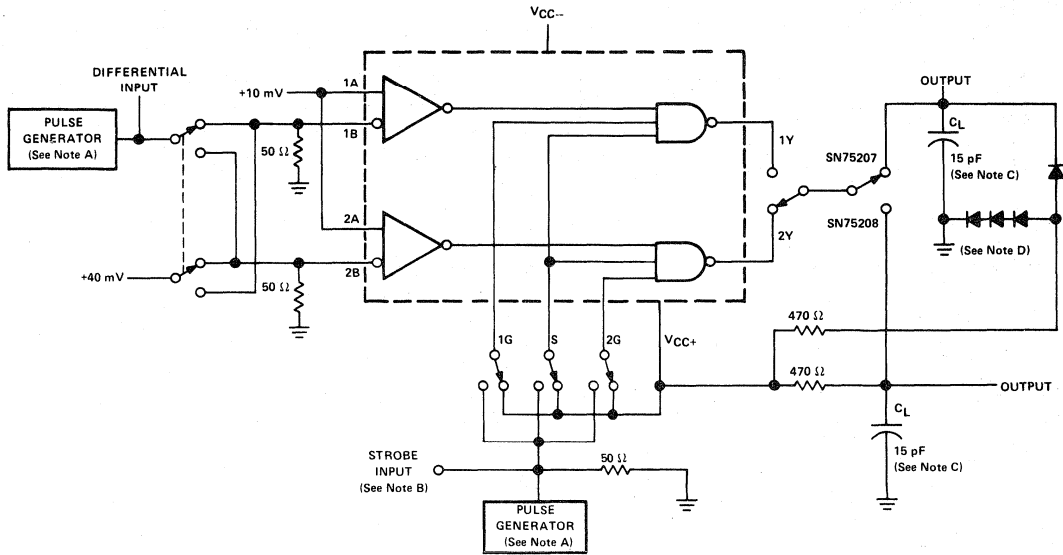 VCC--
DIFFERENTIAL
INPUT
PULSE
GENERATOR
(See Note A)
+10 mV
1A
1B
50 Ω
1Y
OUTPUT
CL
15 pF
(See Note C)
SN75207
SN75208
(See Note D)
2A
2B
2Y
+40 mV
50 Ω
1G
S
2G
VCC+
470 Ω
470 Ω
OUTPUT
CL
15 pF
(See Note C)
STROBE
INPUT
(See Note B)
50 Ω
PULSE
GENERATOR
(See Note A)